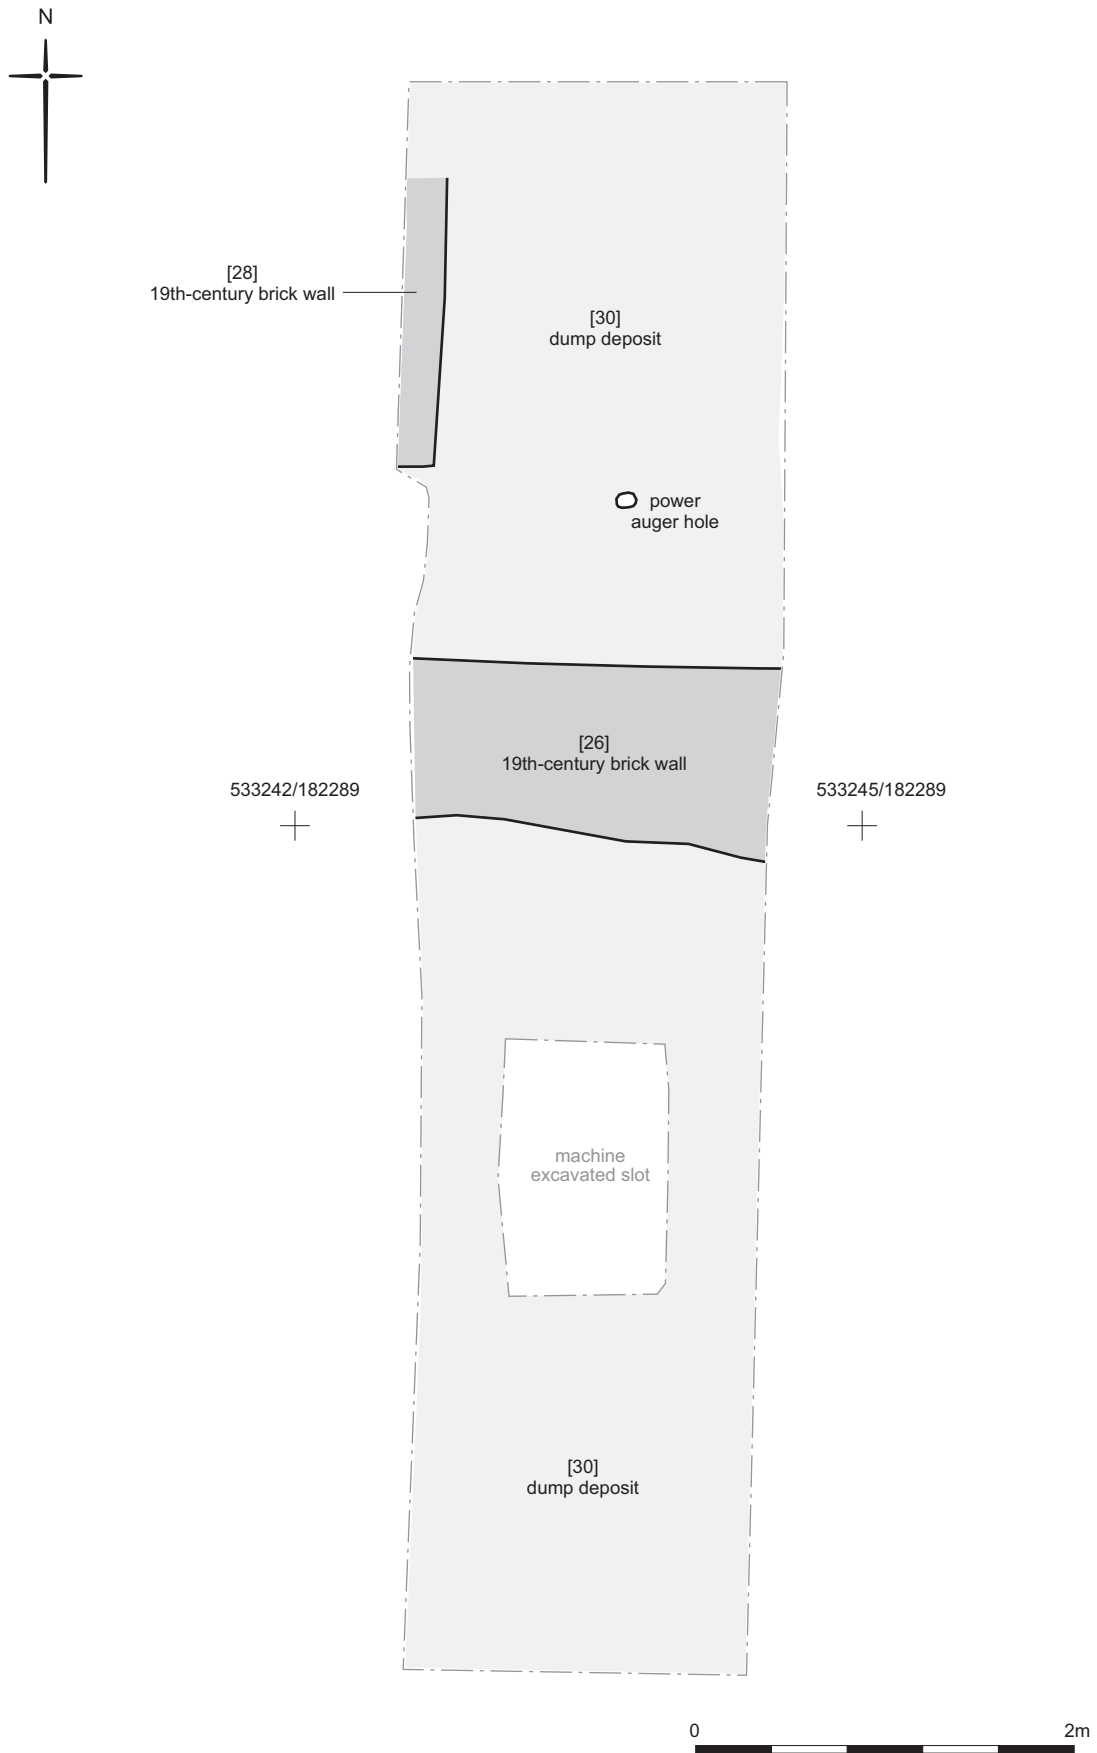 N
[28]
19th-century brick wall
[30]
dump deposit
power
auger hole
[26]
19th-century brick wall
533242/182289
533245/182289
machine
excavated slot
[30]
dump deposit
0
2m